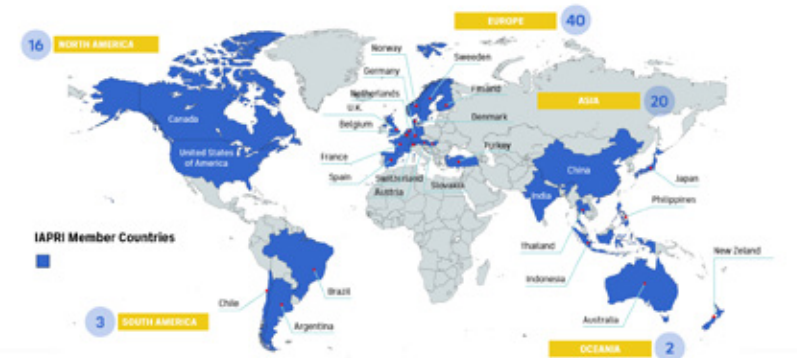 EUROPE
40
16
NORTH AMERICA
Norway
Sweeden
Germany
Finland
Netherlands
ASIA
20
U.K.
Denmark
Canada
Belgium
Turkey
United States
of America
France
China
Spain
Switzerland
Slovakia
Japan
Austria
India
Philippines
IAPRI Member Countries
Thailand
New Zeland
Indonesia
Chile
Brazil
3
SOUTH AMERICA
Argentina
Australia
OCEANIA
2